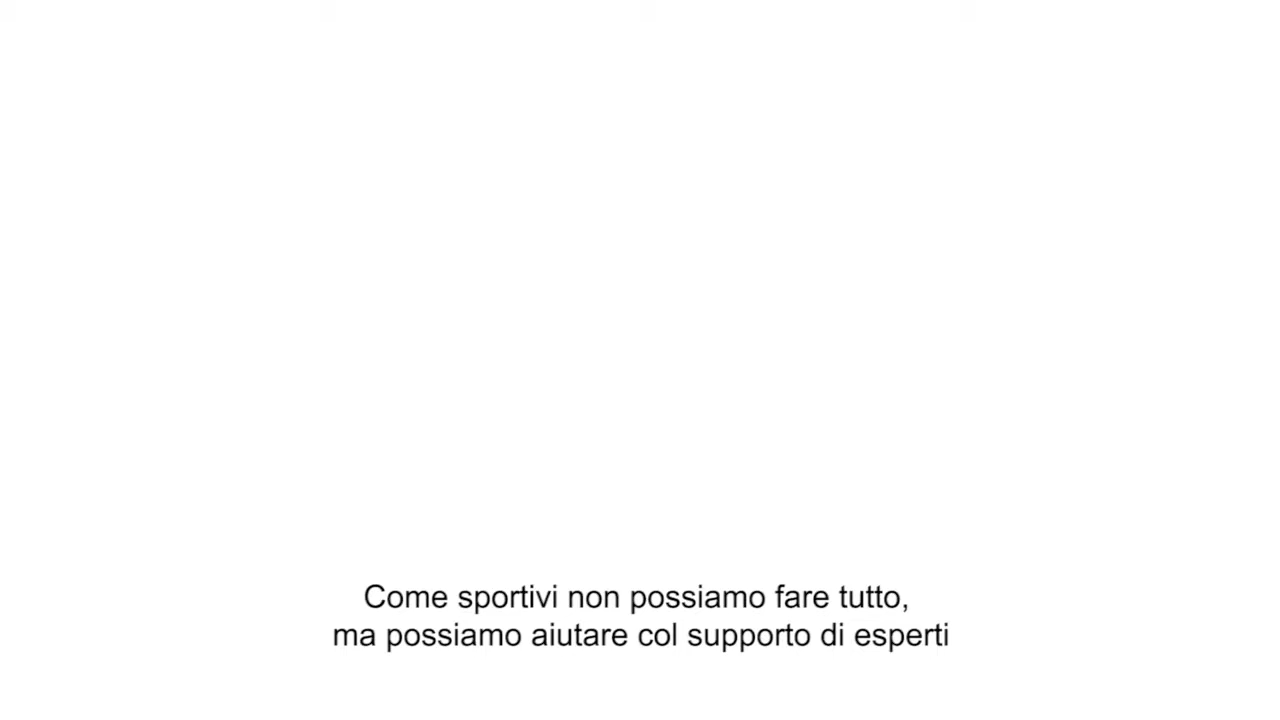 Come sportivi non possiamo fare tutto,
ma possiamo aiutare col supporto di esperti